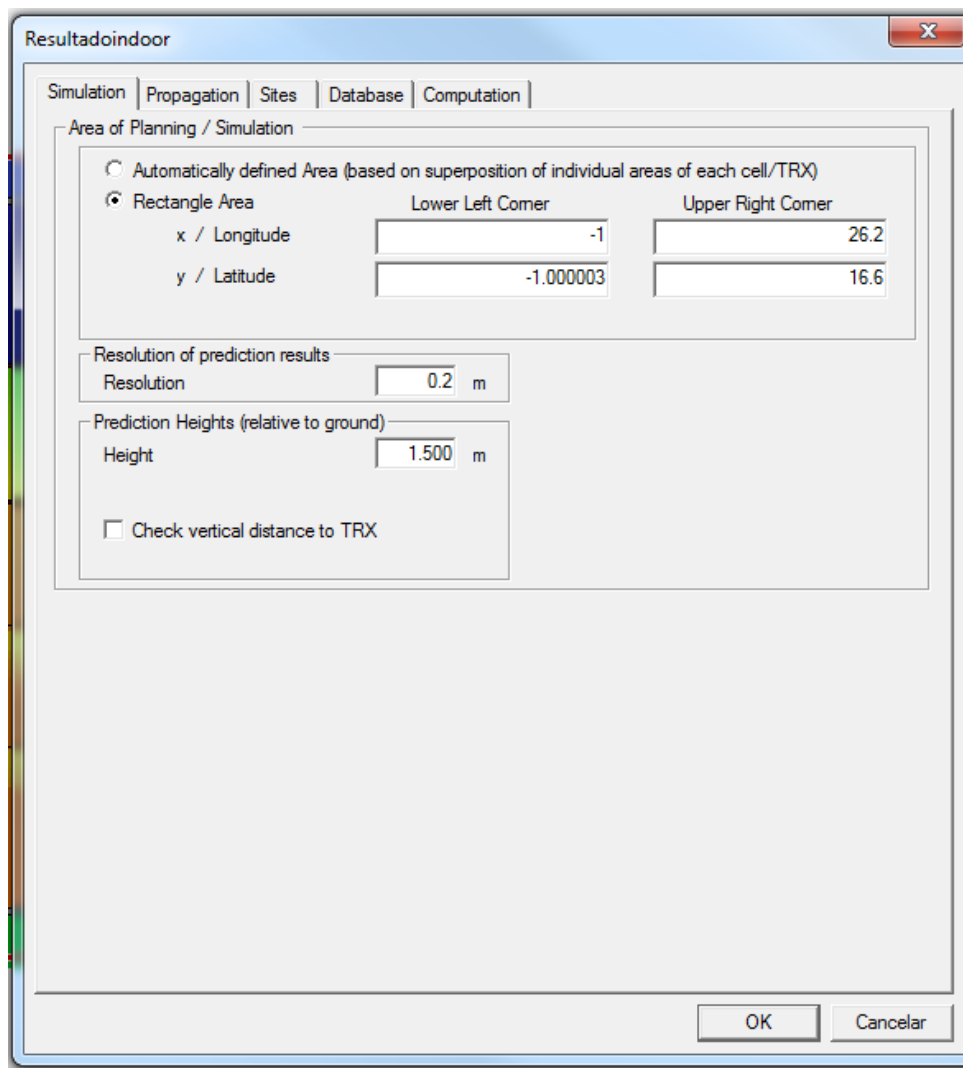 Resultadoindoor
Simulation Propagation Sites Database Computation
Area of Planning / Simulation
Automatically defined Area (based on superposition of individual areas of each cell/TRX)
Rectangle Area Lower Left Corner Upper Right Corner
x / Longitude -1 26.2
y / Latitude -1.000003 16.6
Resolution of prediction results
Resolution 0.2 m
Prediction Heights (relative to ground)
Height 1.500 m
Check vertical distance to TRX
OK Cancelar